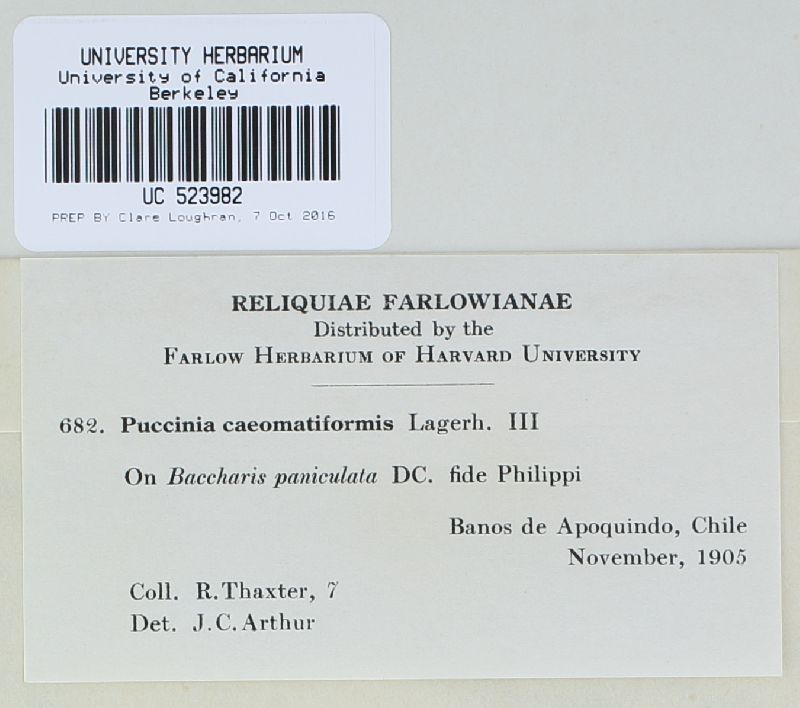 UNIVERSITY HERBARIUM
University of California
Berkeley
UC 523982
PREP BY Clare Loughran, 7 Oct 2016
RELIQUIAE FARLOWIANAE
Distributed by the
FARLOW HERBARIUM OF HARVARD UNIVERSITY
682. Puccinia caeomatiformis Lagerh. III
On Baccharis paniculata DC. fide Philippi
Banos de Apoquindo, Chile
November, 1905
Coll. R. Thaxter, 7
Det. J. C. Arthur